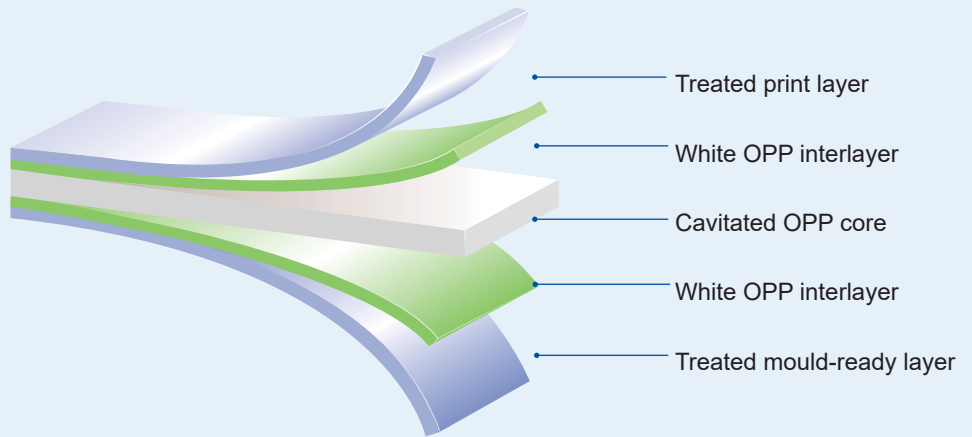 Treated print layer
White OPP interlayer
Cavitated OPP core
White OPP interlayer
Treated mould-ready layer